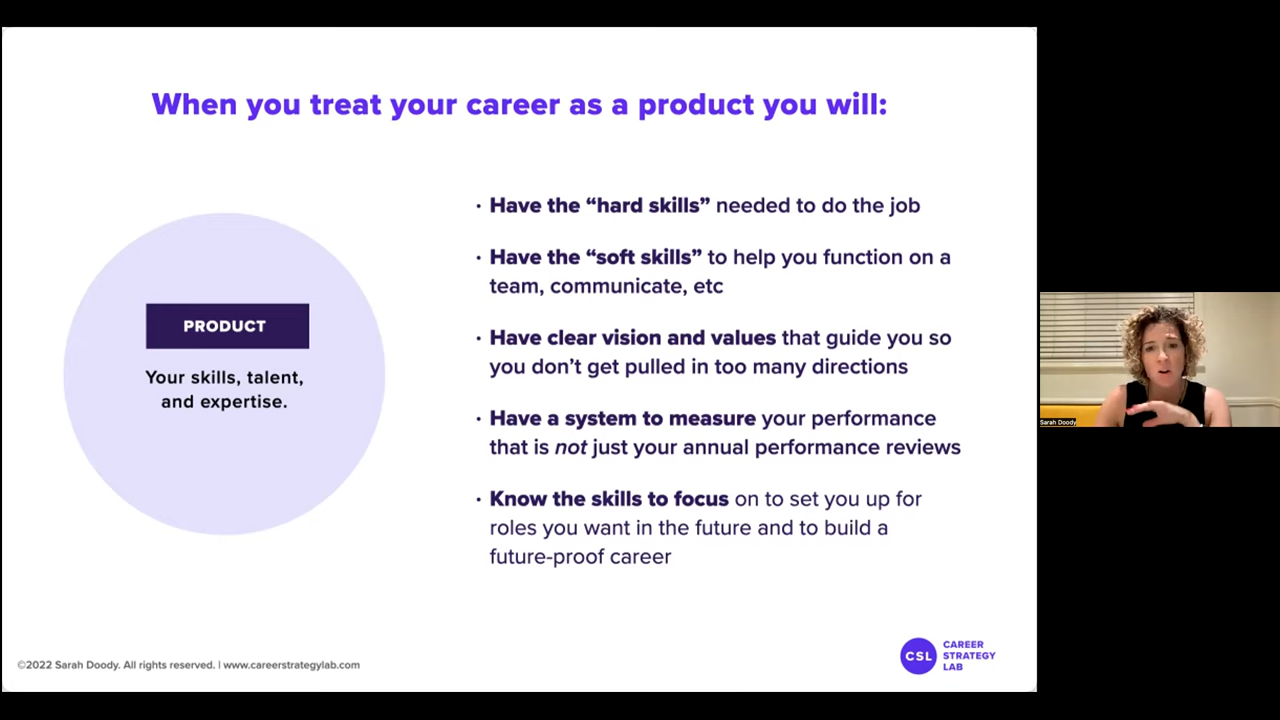 When you treat your career as a product you will:
PRODUCT
Your skills, talent,
and expertise.
· Have the “hard skills” needed to do the job
· Have the “soft skills” to help you function on a
team, communicate, etc
· Have clear vision and values that guide you so
you don’t get pulled in too many directions
· Have a system to measure your performance
that is not just your annual performance reviews
· Know the skills to focus on to set you up for
roles you want in the future and to build a
future-proof career
©2022 Sarah Doody. All rights reserved. | www.careerstrategylab.com
CSL
CAREER
STRATEGY
LAB
Sarah Doody